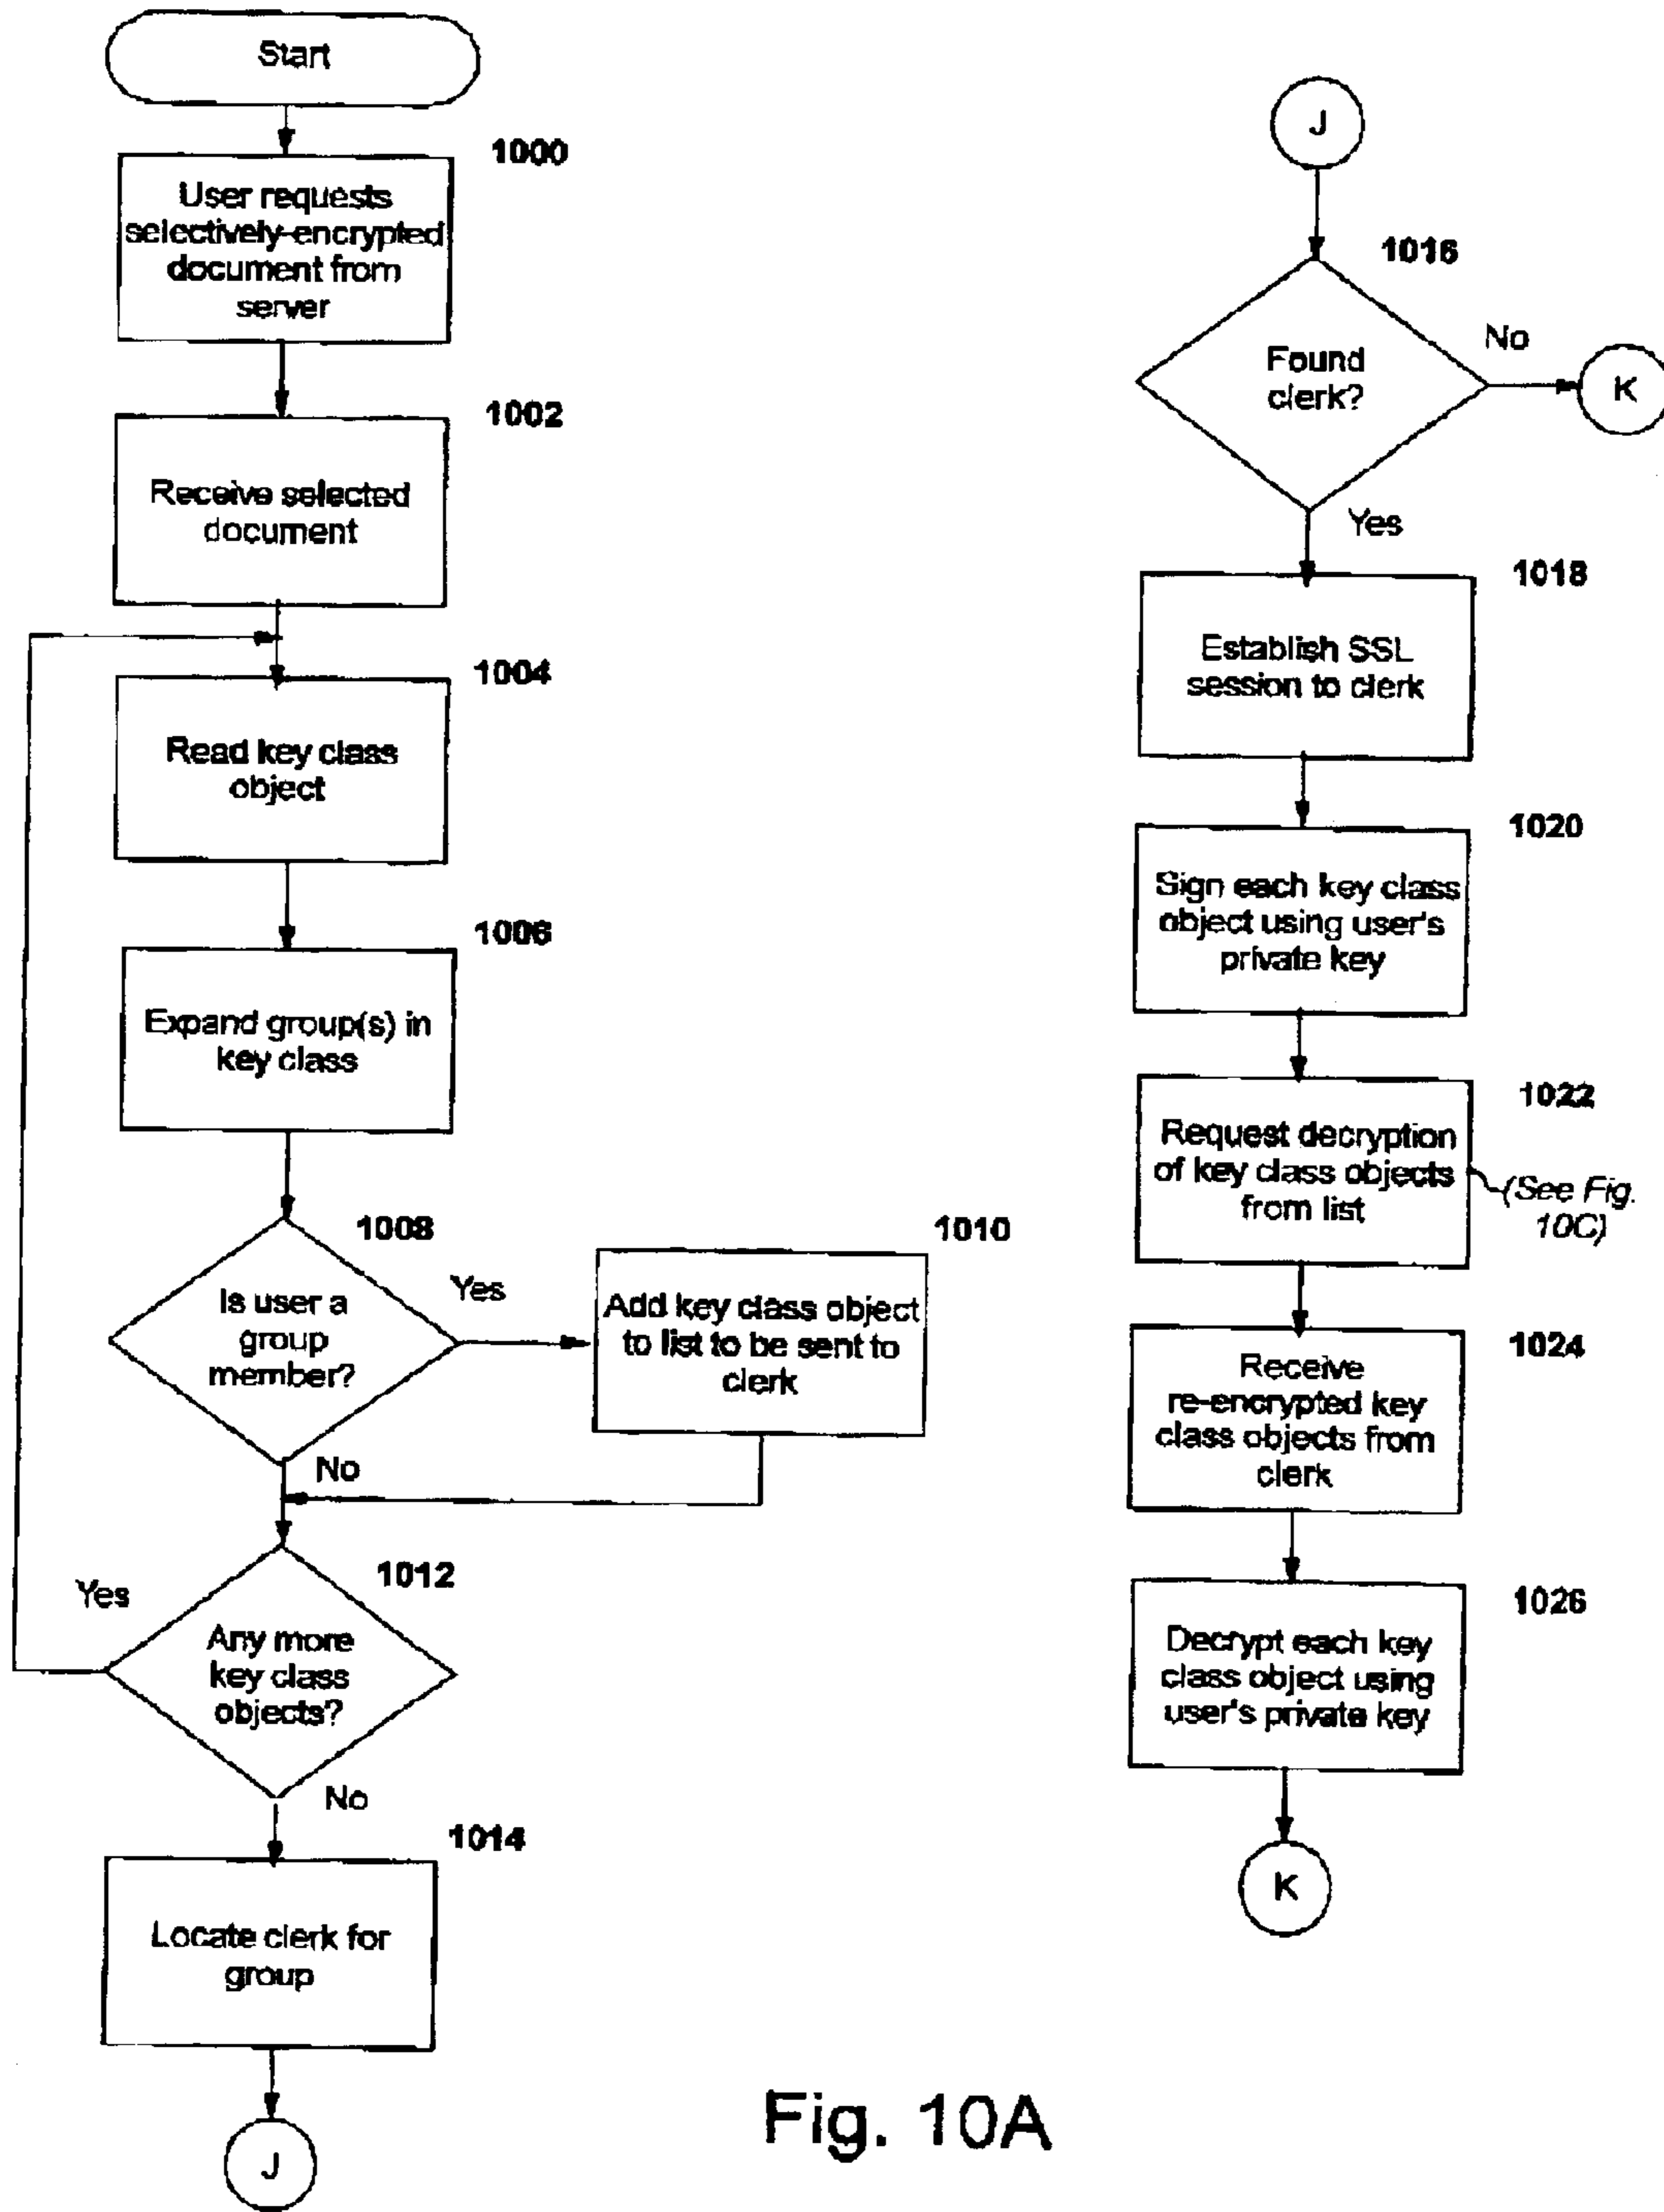 Start
1000
User requests
selectively-encrypted
document from
server
1002
Receive selected
document
1004
Read key class
object
1006
Expand group(s) in
key class
1008
Is user a
group
member?
Yes
No
1010
Add key class object
to list to be sent to
clerk
1012
Any more
key class
objects?
Yes
No
1014
Locate clerk for
group
J
J
1016
Found
clerk?
No
K
Yes
1018
Establish SSL
session to clerk
1020
Sign each key class
object using user's
private key
1022
Request decryption
of key class objects
from list
(See Fig.
10C)
1024
Receive
re-encrypted key
class objects from
clerk
1026
Decrypt each key
class object using
user's private key
K
Fig. 10A